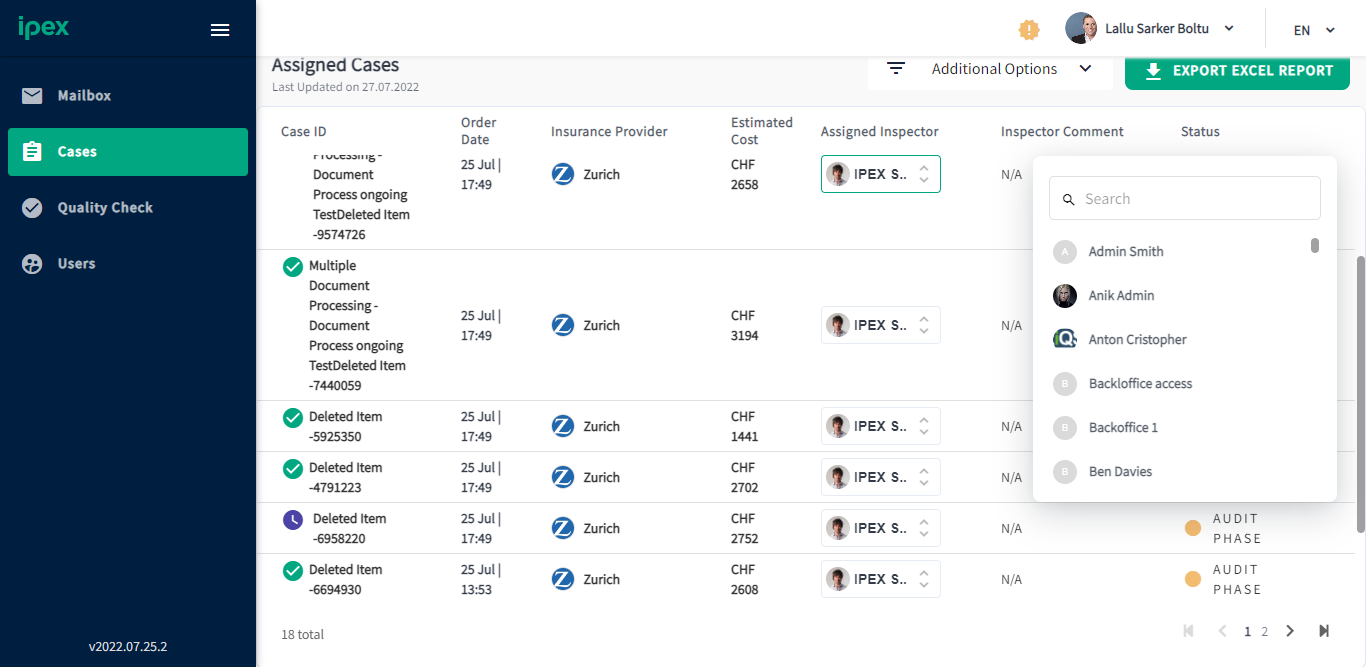 ipex
Lallu Sarker Boltu
EN
Mailbox
Cases
Quality Check
Users
v2022.07.25.2
Assigned Cases
Last Updated on 27.07.2022
Additional Options
EXPORT EXCEL REPORT
Case ID
Order
Date
Insurance Provider
Estimated
Cost
Assigned Inspector
Inspector Comment
Status
Processing -
Document
Process ongoing
TestDeleted Item
-9574726
25 Jul |
17:49
Zurich
CHF
2658
IPEX S..
N/A
Multiple
Document
Processing -
Document
Process ongoing
TestDeleted Item
-7440059
25 Jul |
17:49
Zurich
CHF
3194
IPEX S..
N/A
Deleted Item
-5925350
25 Jul |
17:49
Zurich
CHF
1441
IPEX S..
N/A
Deleted Item
-4791223
25 Jul |
17:49
Zurich
CHF
2702
IPEX S..
N/A
Deleted Item
-6958220
25 Jul |
17:49
Zurich
CHF
2752
IPEX S..
N/A
AUDIT
PHASE
Deleted Item
-6694930
25 Jul |
13:53
Zurich
CHF
2608
IPEX S..
N/A
AUDIT
PHASE
Search
A Admin Smith
Anik Admin
Anton Cristopher
B Backloffice access
B Backoffice 1
B Ben Davies
18 total
1 2